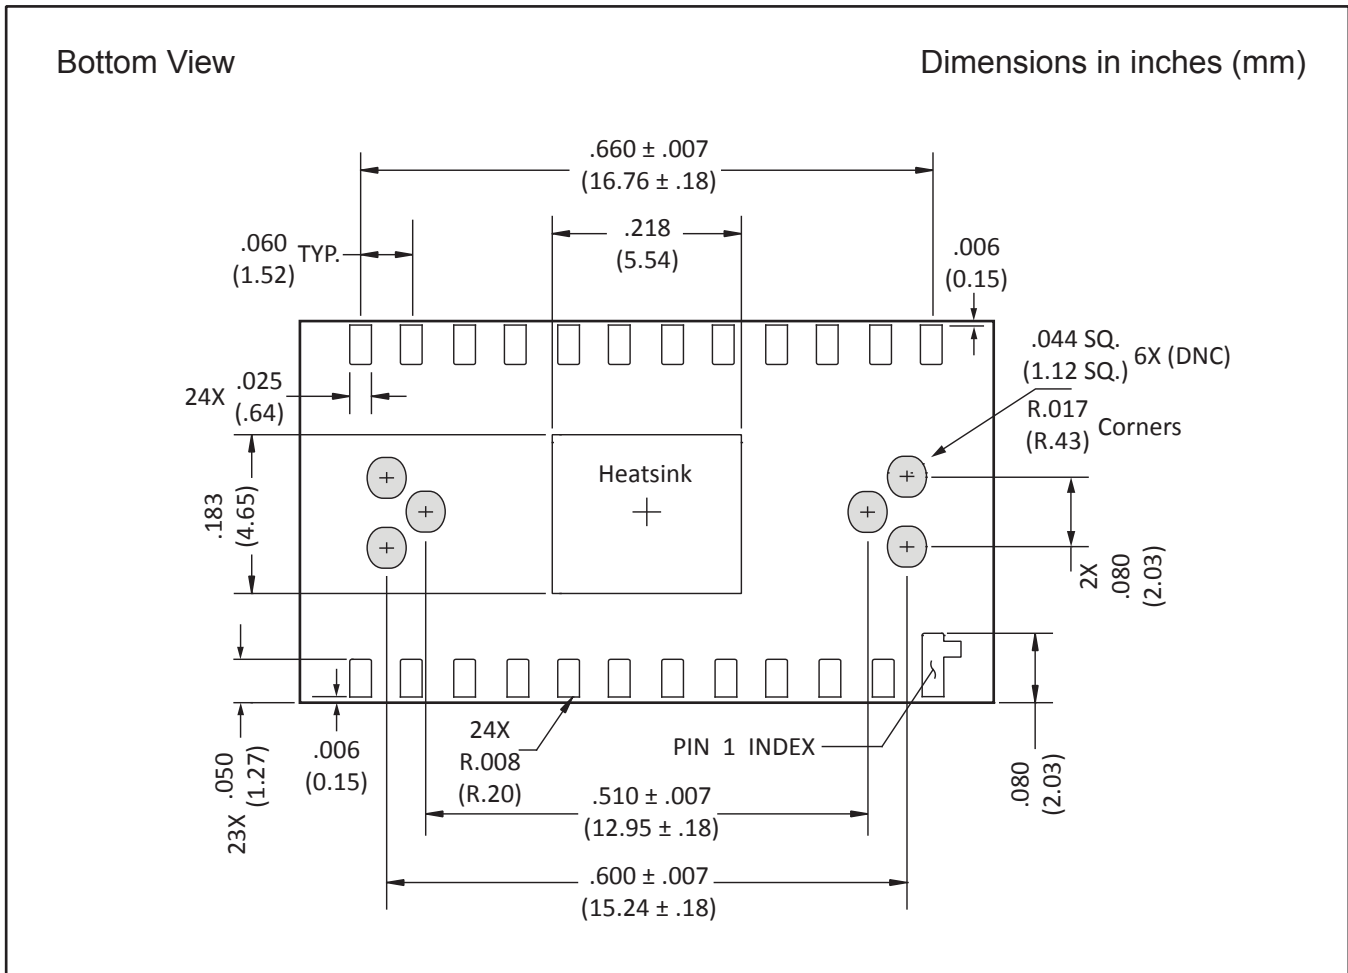 Bottom View
Dimensions in inches (mm)
.660 ± .007
(16.76 ± .18)
.218
(5.54)
.060
(1.52)
TYP.
.006
(0.15)
.044 SQ.
(1.12 SQ.)
6X (DNC)
R.017
(R.43)
Corners
24X
.025
(.64)
Heatsink
.183
(4.65)
2X
.080
(2.03)
23X
.050
(1.27)
.006
(0.15)
24X
R.008
(R.20)
PIN 1 INDEX
.080
(2.03)
.510 ± .007
(12.95 ± .18)
.600 ± .007
(15.24 ± .18)